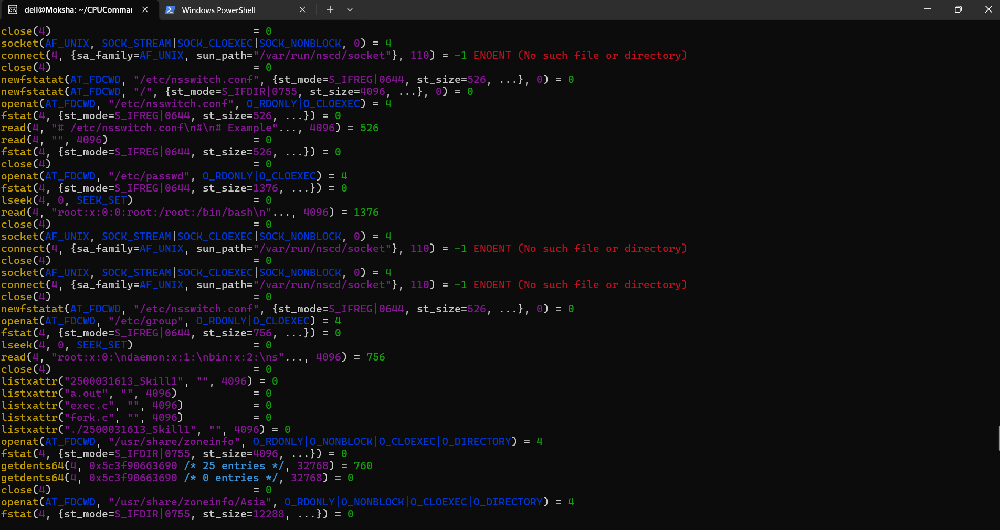 dell@Moksha: ~/CPUComman
Windows PowerShell
close(4)                                = 0
socket(AF_UNIX, SOCK_STREAM|SOCK_CLOEXEC|SOCK_NONBLOCK, 0) = 4
connect(4, {sa_family=AF_UNIX, sun_path="/var/run/nscd/socket"}, 110) = -1 ENOENT (No such file or directory)
close(4)                                = 0
newfstatat(AT_FDCWD, "/etc/nsswitch.conf", {st_mode=S_IFREG|0644, st_size=526, ...}, 0) = 0
newfstatat(AT_FDCWD, "/", {st_mode=S_IFDIR|0755, st_size=4096, ...}, 0) = 0
openat(AT_FDCWD, "/etc/nsswitch.conf", O_RDONLY|O_CLOEXEC) = 4
fstat(4, {st_mode=S_IFREG|0644, st_size=526, ...}) = 0
read(4, "# /etc/nsswitch.conf\n#\n# Example"..., 4096) = 526
read(4, "", 4096)                       = 0
fstat(4, {st_mode=S_IFREG|0644, st_size=526, ...}) = 0
close(4)                                = 0
openat(AT_FDCWD, "/etc/passwd", O_RDONLY|O_CLOEXEC) = 4
fstat(4, {st_mode=S_IFREG|0644, st_size=1376, ...}) = 0
lseek(4, 0, SEEK_SET)                   = 0
read(4, "root:x:0:0:root:/root:/bin/bash\n"..., 4096) = 1376
close(4)                                = 0
socket(AF_UNIX, SOCK_STREAM|SOCK_CLOEXEC|SOCK_NONBLOCK, 0) = 4
connect(4, {sa_family=AF_UNIX, sun_path="/var/run/nscd/socket"}, 110) = -1 ENOENT (No such file or directory)
close(4)                                = 0
socket(AF_UNIX, SOCK_STREAM|SOCK_CLOEXEC|SOCK_NONBLOCK, 0) = 4
connect(4, {sa_family=AF_UNIX, sun_path="/var/run/nscd/socket"}, 110) = -1 ENOENT (No such file or directory)
close(4)                                = 0
newfstatat(AT_FDCWD, "/etc/nsswitch.conf", {st_mode=S_IFREG|0644, st_size=526, ...}, 0) = 0
openat(AT_FDCWD, "/etc/group", O_RDONLY|O_CLOEXEC) = 4
fstat(4, {st_mode=S_IFREG|0644, st_size=756, ...}) = 0
lseek(4, 0, SEEK_SET)                   = 0
read(4, "root:x:0:\ndaemon:x:1:\nbin:x:2:\ns"..., 4096) = 756
close(4)                                = 0
listxattr("2500031613_Skill1", "", 4096) = 0
listxattr("a.out", "", 4096)            = 0
listxattr("exec.c", "", 4096)           = 0
listxattr("fork.c", "", 4096)           = 0
listxattr("./2500031613_Skill1", "", 4096) = 0
openat(AT_FDCWD, "/usr/share/zoneinfo", O_RDONLY|O_NONBLOCK|O_CLOEXEC|O_DIRECTORY) = 4
fstat(4, {st_mode=S_IFDIR|0755, st_size=4096, ...}) = 0
getdents64(4, 0x5c3f90663690 /* 25 entries */, 32768) = 760
getdents64(4, 0x5c3f90663690 /* 0 entries */, 32768) = 0
close(4)                                = 0
openat(AT_FDCWD, "/usr/share/zoneinfo/Asia", O_RDONLY|O_NONBLOCK|O_CLOEXEC|O_DIRECTORY) = 4
fstat(4, {st_mode=S_IFDIR|0755, st_size=12288, ...}) = 0